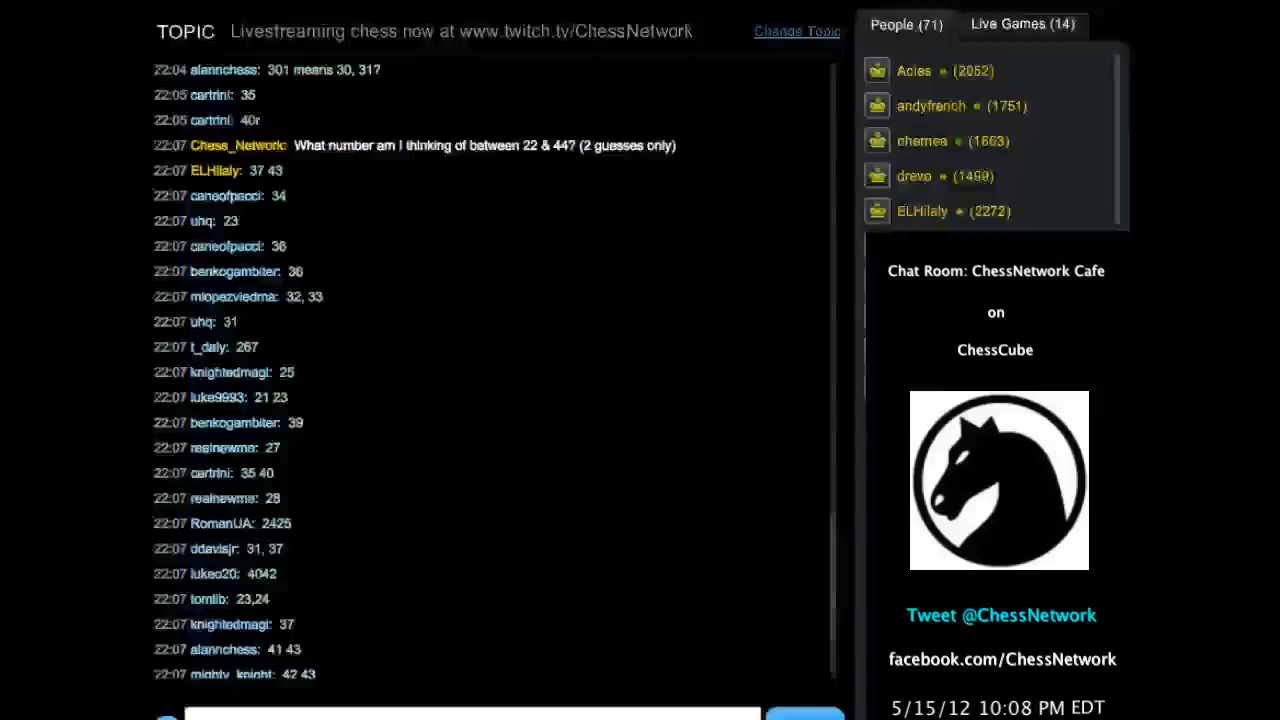 TOPIC Livestreaming chess now at www.twitch.tv/ChessNetwork Change Topic
22:04 alannchess: 301 means 30, 31?
22:05 cartrini: 35
22:05 cartrini: 40r
22:07 Chess_Network: What number am I thinking of between 22 & 44? (2 guesses only)
22:07 ELHilaly: 37 43
22:07 caneofpacci: 34
22:07 uhq: 23
22:07 caneofpacci: 36
22:07 benkogambiter: 36
22:07 mlopezviedma: 32, 33
22:07 uhq: 31
22:07 t_daly: 267
22:07 knightedmagi: 25
22:07 luke9993: 21 23
22:07 benkogambiter: 39
22:07 realnewme: 27
22:07 cartrini: 35 40
22:07 realnewme: 28
22:07 RomanUA: 2425
22:07 ddavisjr: 31, 37
22:07 lukeo20: 4042
22:07 tomlib: 23,24
22:07 knightedmagi: 37
22:07 alannchess: 41 43
22:07 mighty_knight: 42 43
People (71) Live Games (14)
Acies (2052)
andyfrench (1751)
chemes (1663)
drevo (1499)
ELHilaly (2272)
Chat Room: ChessNetwork Cafe
on
ChessCube
Tweet @ChessNetwork
facebook.com/ChessNetwork
5/15/12 10:08 PM EDT